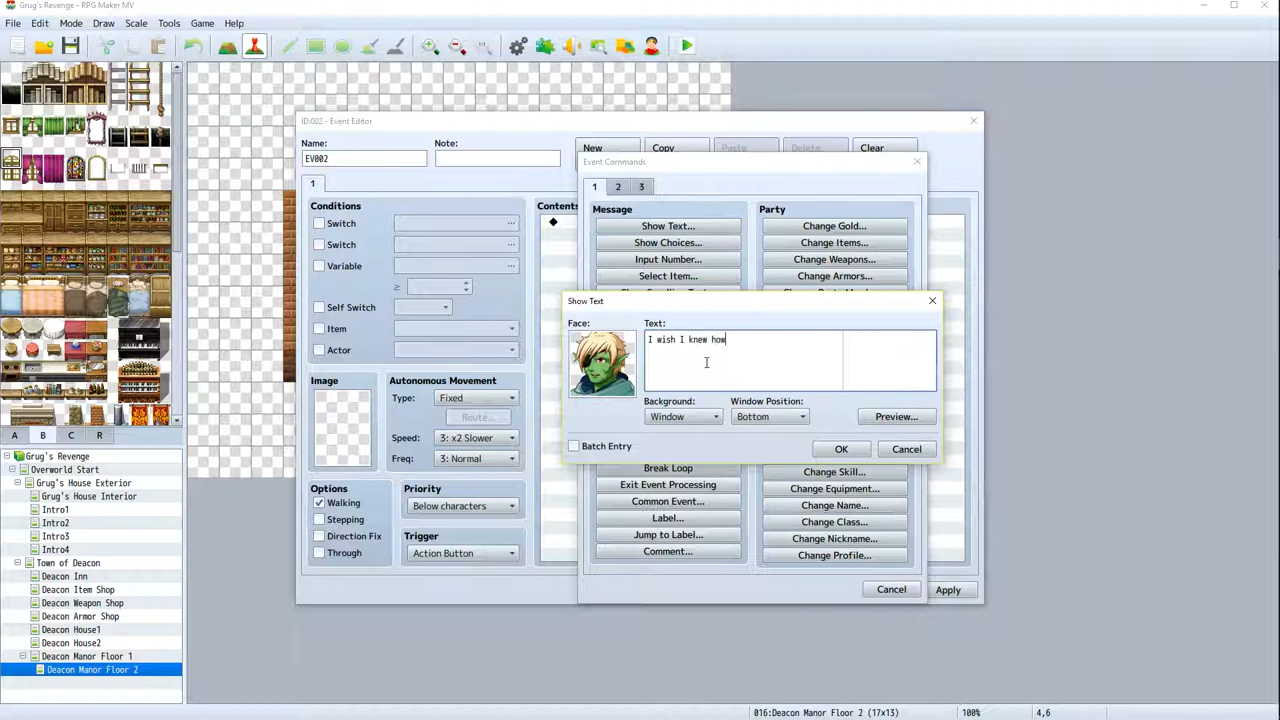 Grug's Revenge - RPG Maker MV
File Edit Mode Draw Scale Tools Game Help
ID:002 - Event Editor
Name:
Note:
EV002
New
Copy
Paste
Delete
Clear
Event Commands
1
1 2 3
Conditions
Switch
Switch
Variable
≥
Self Switch
Item
Actor
Contents
Message
Show Text...
Show Choices...
Input Number...
Select Item...
Party
Change Gold...
Change Items...
Change Weapons...
Change Armors...
Show Text
Face:
Text:
I wish I knew how
Background:
Window
Window Position:
Bottom
Preview...
Batch Entry
OK
Cancel
Image
Autonomous Movement
Type:
Fixed
Route...
Speed:
3: x2 Slower
Freq:
3: Normal
Options
Walking
Stepping
Direction Fix
Through
Priority
Below characters
Trigger
Action Button
Break Loop
Exit Event Processing
Common Event...
Label...
Jump to Label...
Comment...
Change Skill...
Change Equipment...
Change Name...
Change Class...
Change Nickname...
Change Profile...
Cancel
Apply
A B C R
Grug's Revenge
Overworld Start
Grug's House Exterior
Grug's House Interior
Intro1
Intro2
Intro3
Intro4
Town of Deacon
Deacon Inn
Deacon Item Shop
Deacon Weapon Shop
Deacon Armor Shop
Deacon House1
Deacon House2
Deacon Manor Floor 1
Deacon Manor Floor 2
016:Deacon Manor Floor 2 (17x13)
100%
4,6